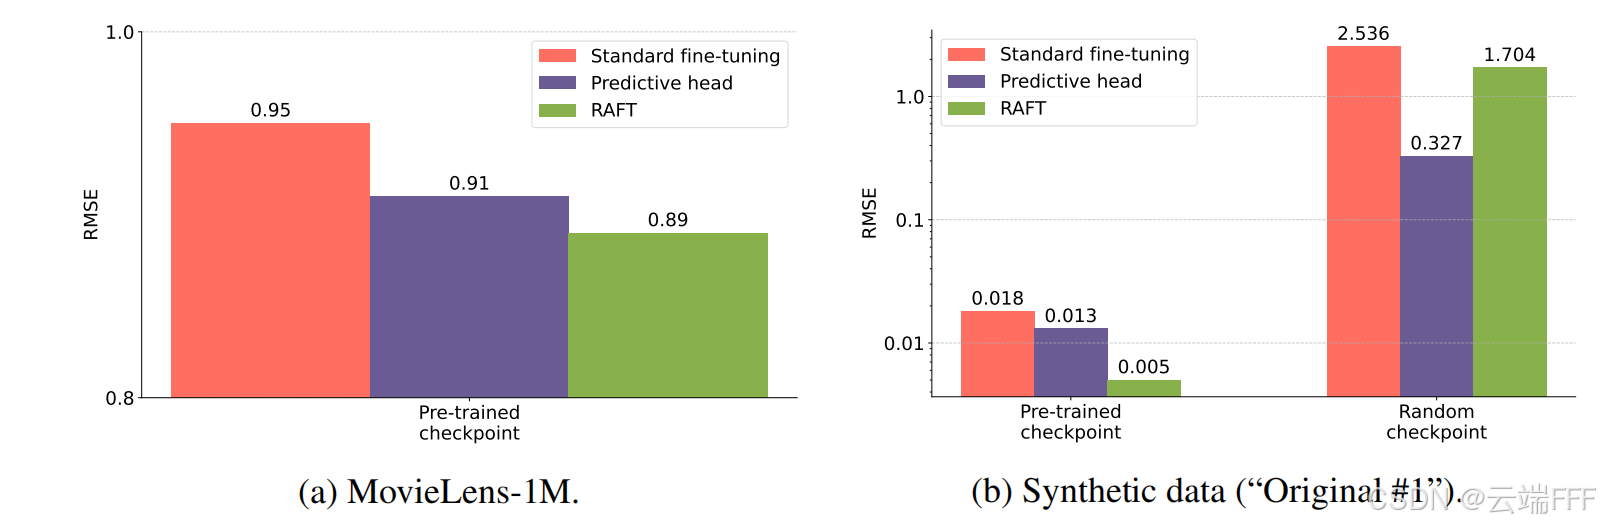 1.0
0.8
RMSE
0.95
0.91
0.89
Standard fine-tuning
Predictive head
RAFT
Pre-trained
checkpoint
(a) MovieLens-1M.
1.0
0.1
0.01
RMSE
Standard fine-tuning
Predictive head
RAFT
0.018
0.013
0.005
2.536
0.327
1.704
Pre-trained
checkpoint
Random
checkpoint
(b) Synthetic data (“Original #1”).
CSDN @云端FFF